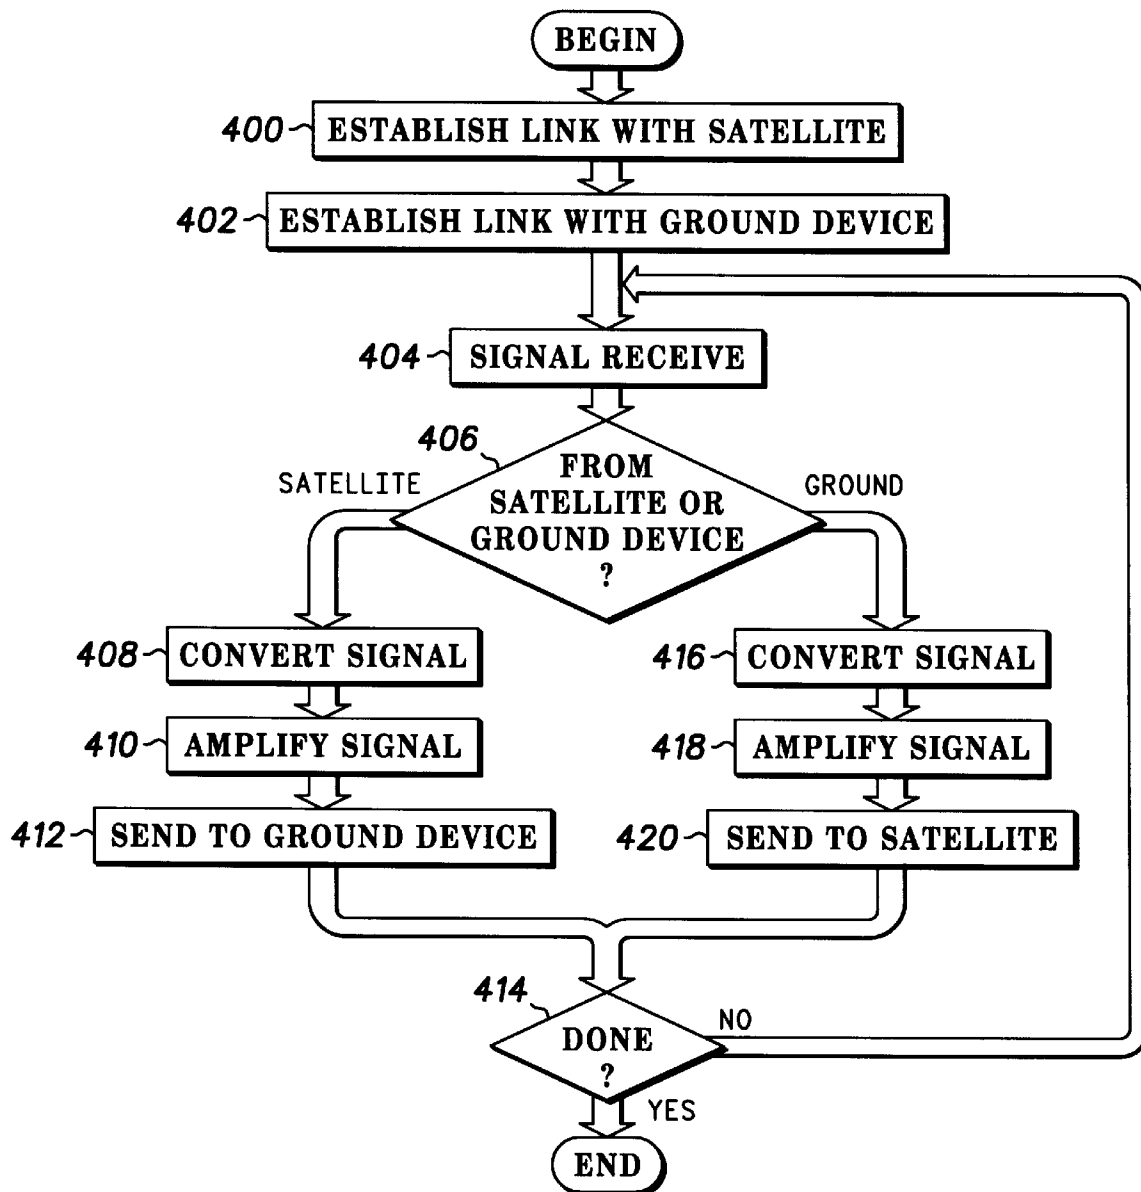 BEGIN
400 ESTABLISH LINK WITH SATELLITE
402 ESTABLISH LINK WITH GROUND DEVICE
404 SIGNAL RECEIVE
406
FROM
SATELLITE OR
GROUND DEVICE
?
SATELLITE
GROUND
408 CONVERT SIGNAL
410 AMPLIFY SIGNAL
412 SEND TO GROUND DEVICE
416 CONVERT SIGNAL
418 AMPLIFY SIGNAL
420 SEND TO SATELLITE
414
DONE
?
NO
YES
END